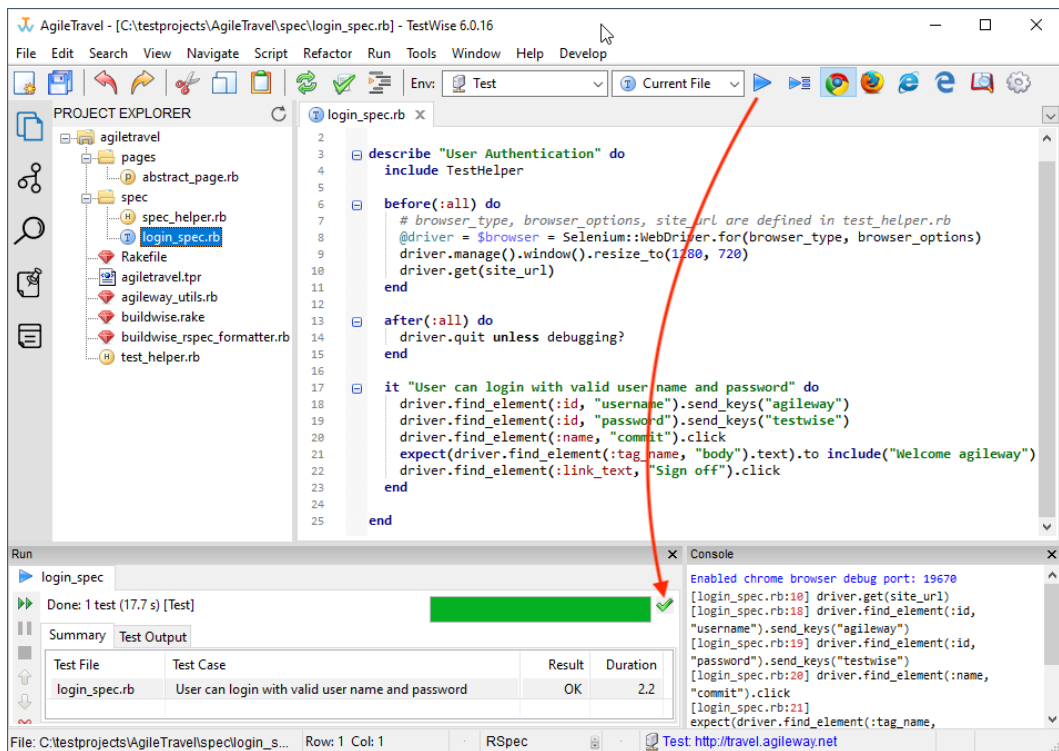 AgileTravel - [C:\testprojects\AgileTravel\spec\login_spec.rb] - TestWise 6.0.16
File Edit Search View Navigate Script Refactor Run Tools Window Help Develop
Env: Test Current File
PROJECT EXPLORER
agiletravel
pages
abstract_page.rb
spec
spec_helper.rb
login_spec.rb
Rakefile
agiletravel.tpr
agileway_utils.rb
buildwise.rake
buildwise_rspec_formatter.rb
test_helper.rb
login_spec.rb X
2
3 describe "User Authentication" do
4 include TestHelper
5
6 before(:all) do
7 # browser_type, browser_options, site_url are defined in test_helper.rb
8 @driver = $browser = Selenium::WebDriver.for(browser_type, browser_options)
9 driver.manage().window().resize_to(1280, 720)
10 driver.get(site_url)
11 end
12
13 after(:all) do
14 driver.quit unless debugging?
15 end
16
17 it "User can login with valid user name and password" do
18 driver.find_element(:id, "username").send_keys("agileway")
19 driver.find_element(:id, "password").send_keys("testwise")
20 driver.find_element(:name, "commit").click
21 expect(driver.find_element(:tag_name, "body").text).to include("Welcome agileway")
22 driver.find_element(:link_text, "Sign off").click
23 end
24
25 end
Run
login_spec
Done: 1 test (17.7 s) [Test]
Summary Test Output
Test File Test Case Result Duration
login_spec.rb User can login with valid user name and password OK 2.2
Console
Enabled chrome browser debug port: 19670
[login_spec.rb:10] driver.get(site_url)
[login_spec.rb:18] driver.find_element(:id,
"username").send_keys("agileway")
[login_spec.rb:19] driver.find_element(:id,
"password").send_keys("testwise")
[login_spec.rb:20] driver.find_element(:name,
"commit").click
[login_spec.rb:21]
expect(driver.find_element(:tag_name,
File: C:\testprojects\AgileTravel\spec\login_s... Row: 1 Col: 1 RSpec Test: http://travel.agileway.net